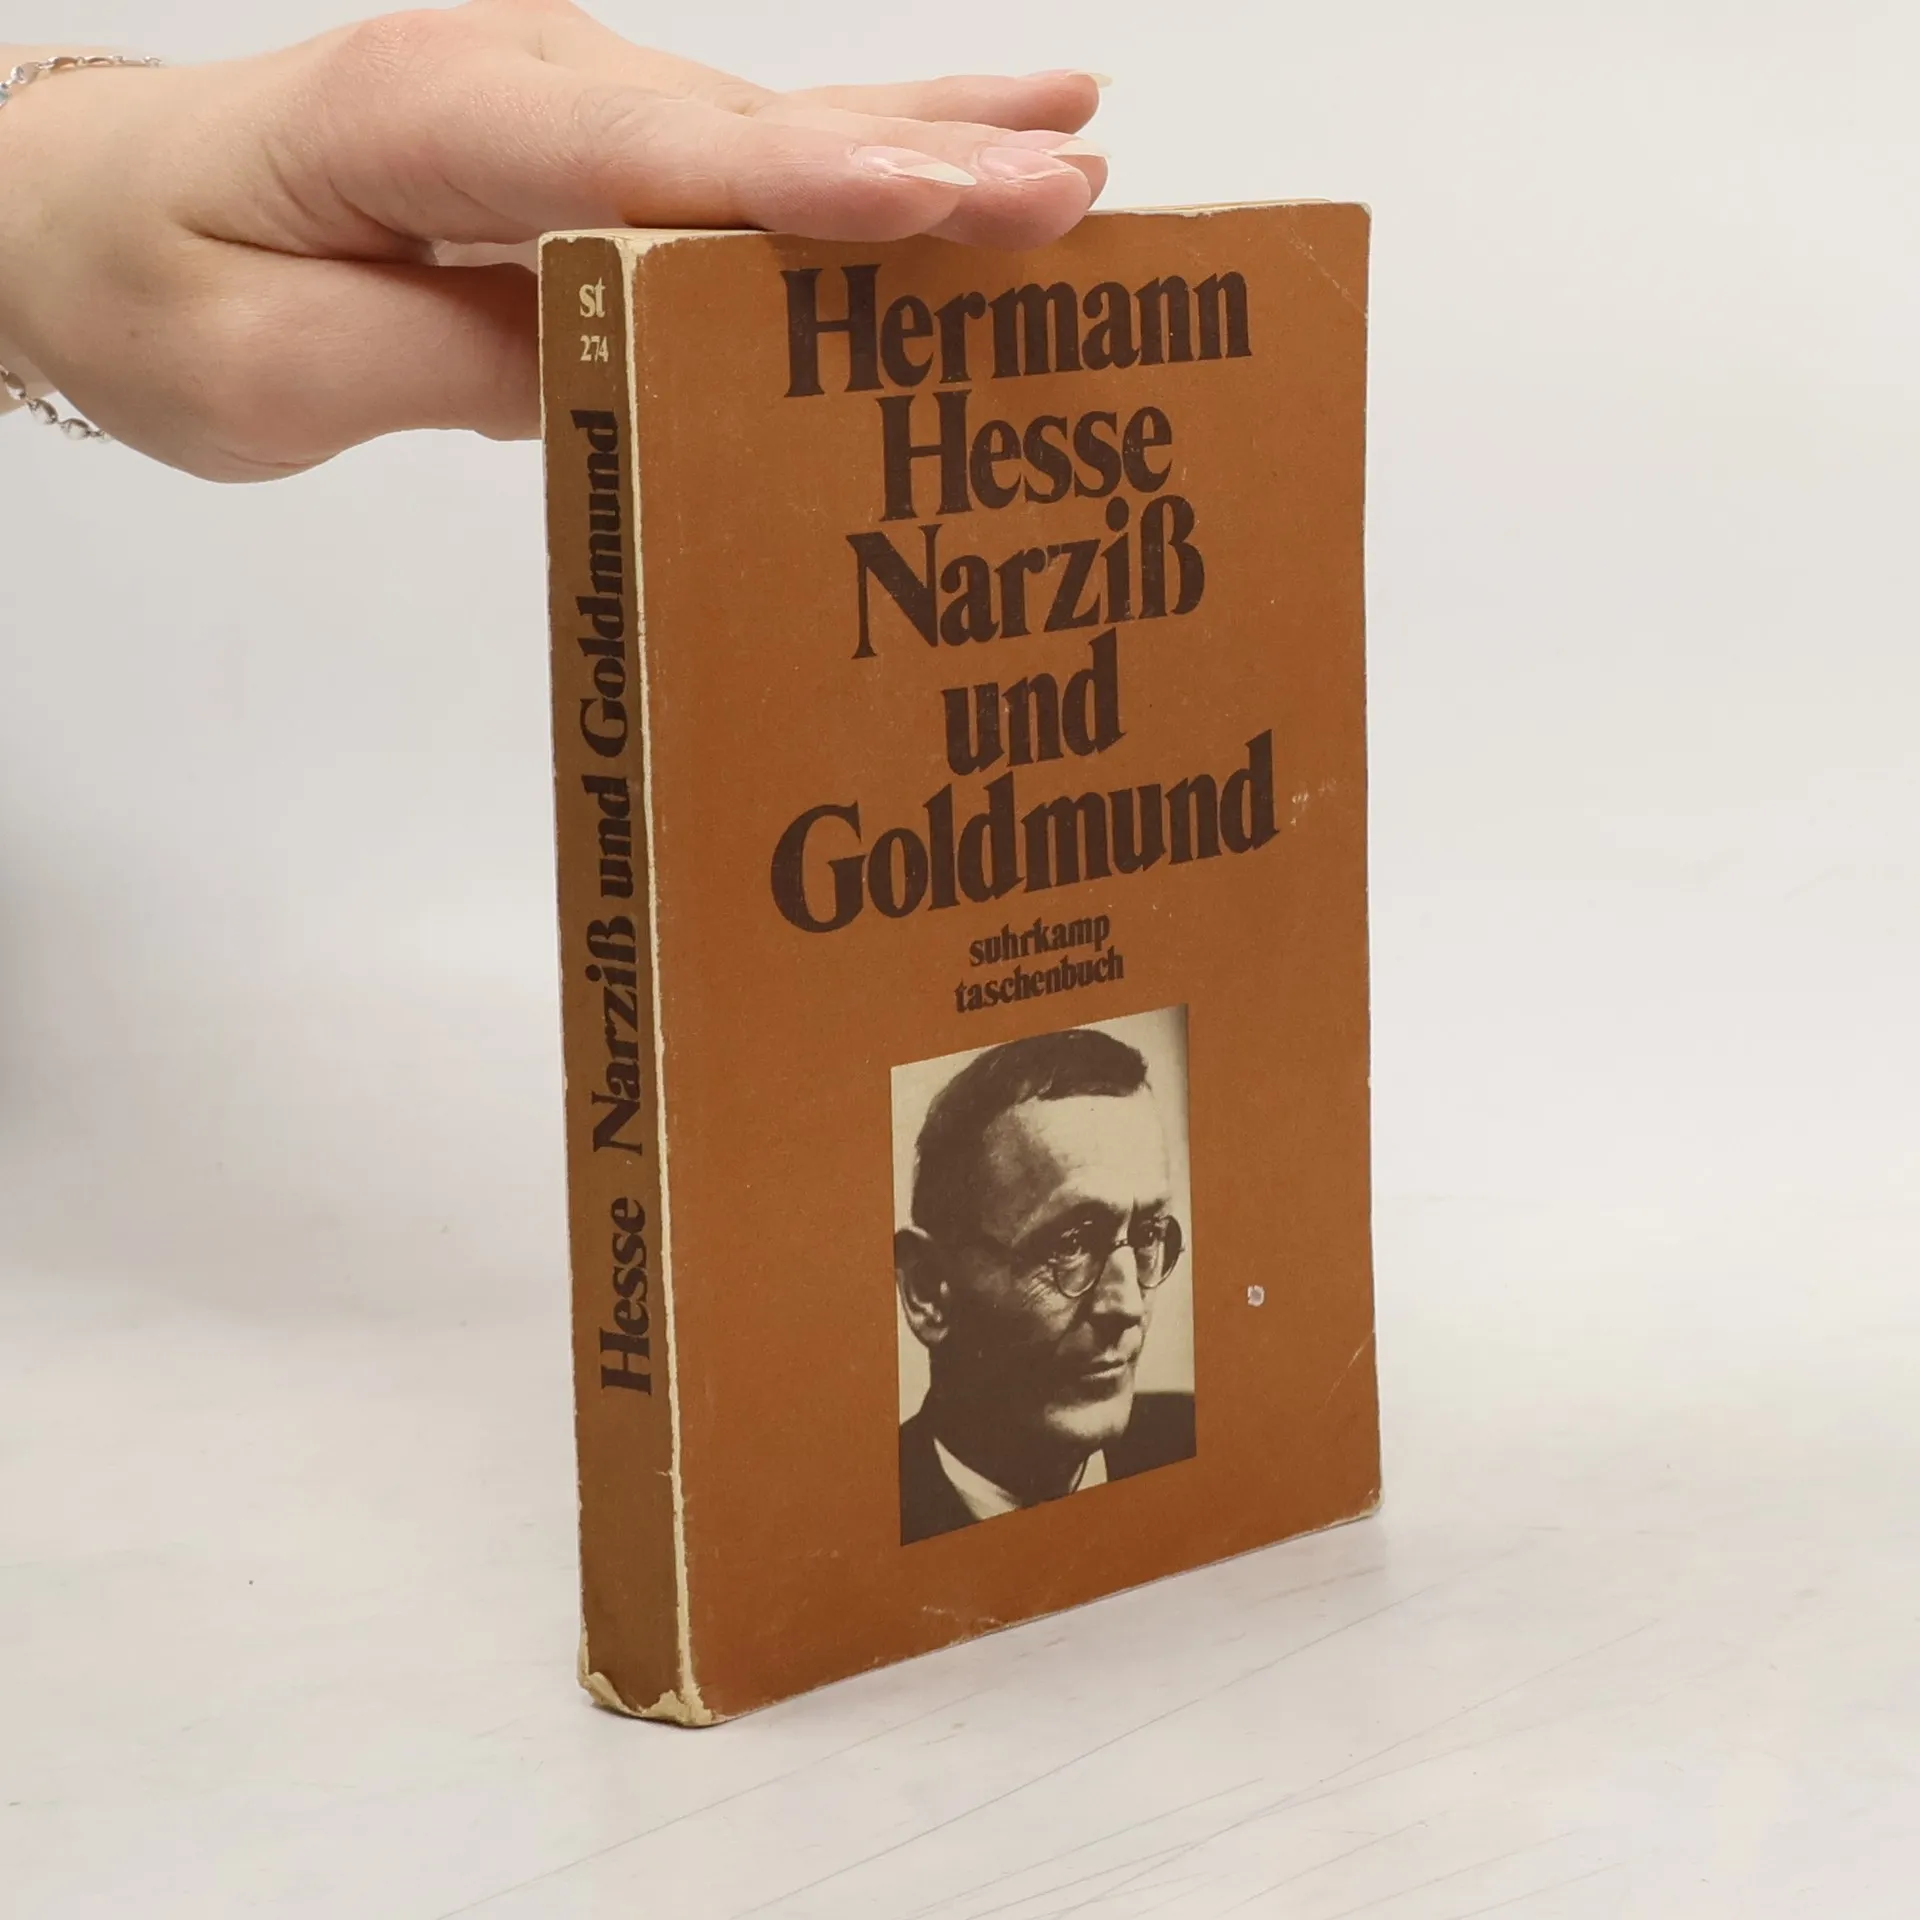 st
274
Hesse Narziß und Goldmund
Hermann
Hesse
Narziß
und
Goldmund
suhrkamp
taschenbuch